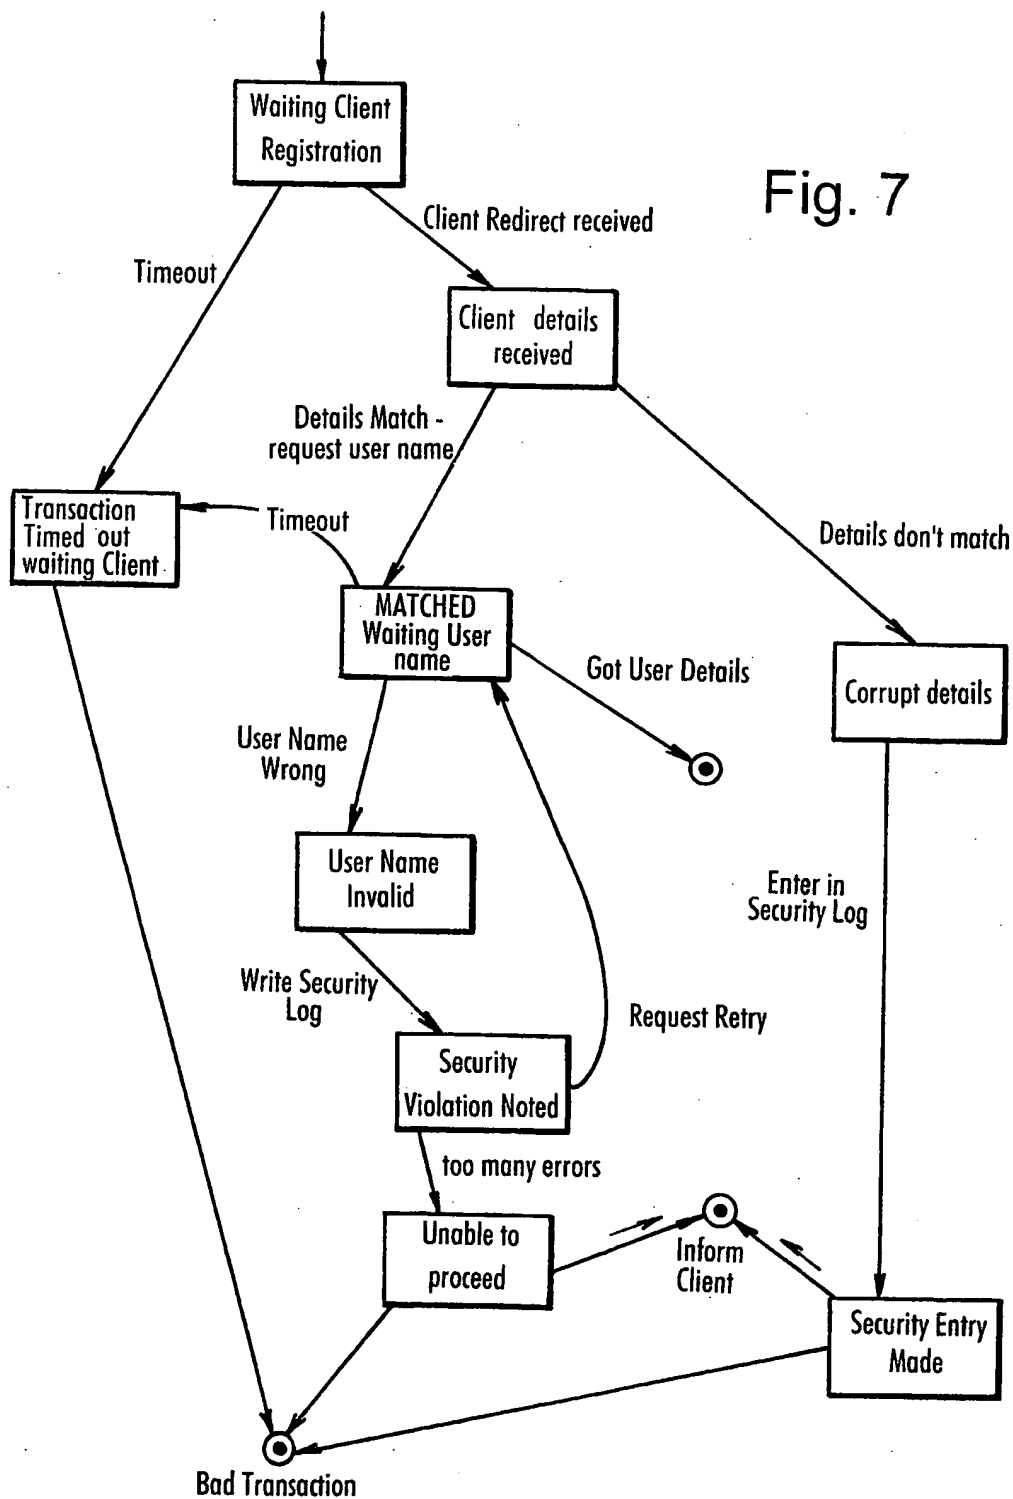 Waiting Client
Registration
Fig. 7
Client Redirect received
Timeout
Client details
received
Details Match -
request user name
Transaction
Timed out
waiting Client
Timeout
Details don't match
MATCHED
Waiting User
name
Got User Details
Corrupt details
User Name
Wrong
User Name
Invalid
Enter in
Security Log
Write Security
Log
Request Retry
Security
Violation Noted
too many errors
Unable to
proceed
Inform
Client
Security Entry
Made
Bad Transaction